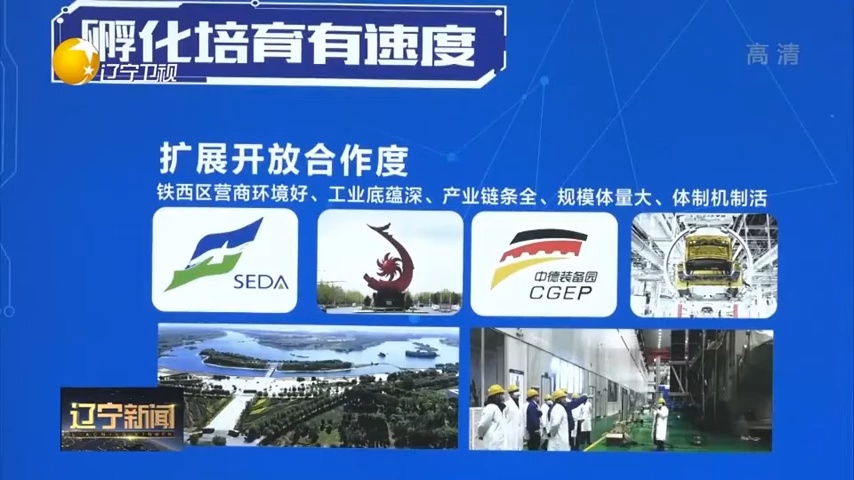 孵化培育有速度
辽宁卫视
高清
扩展开放合作度
铁西区营商环境好、工业底蕴深、产业链条全、规模体量大、体制机制活
SEDA
中德装备园
CGEP
辽宁新闻